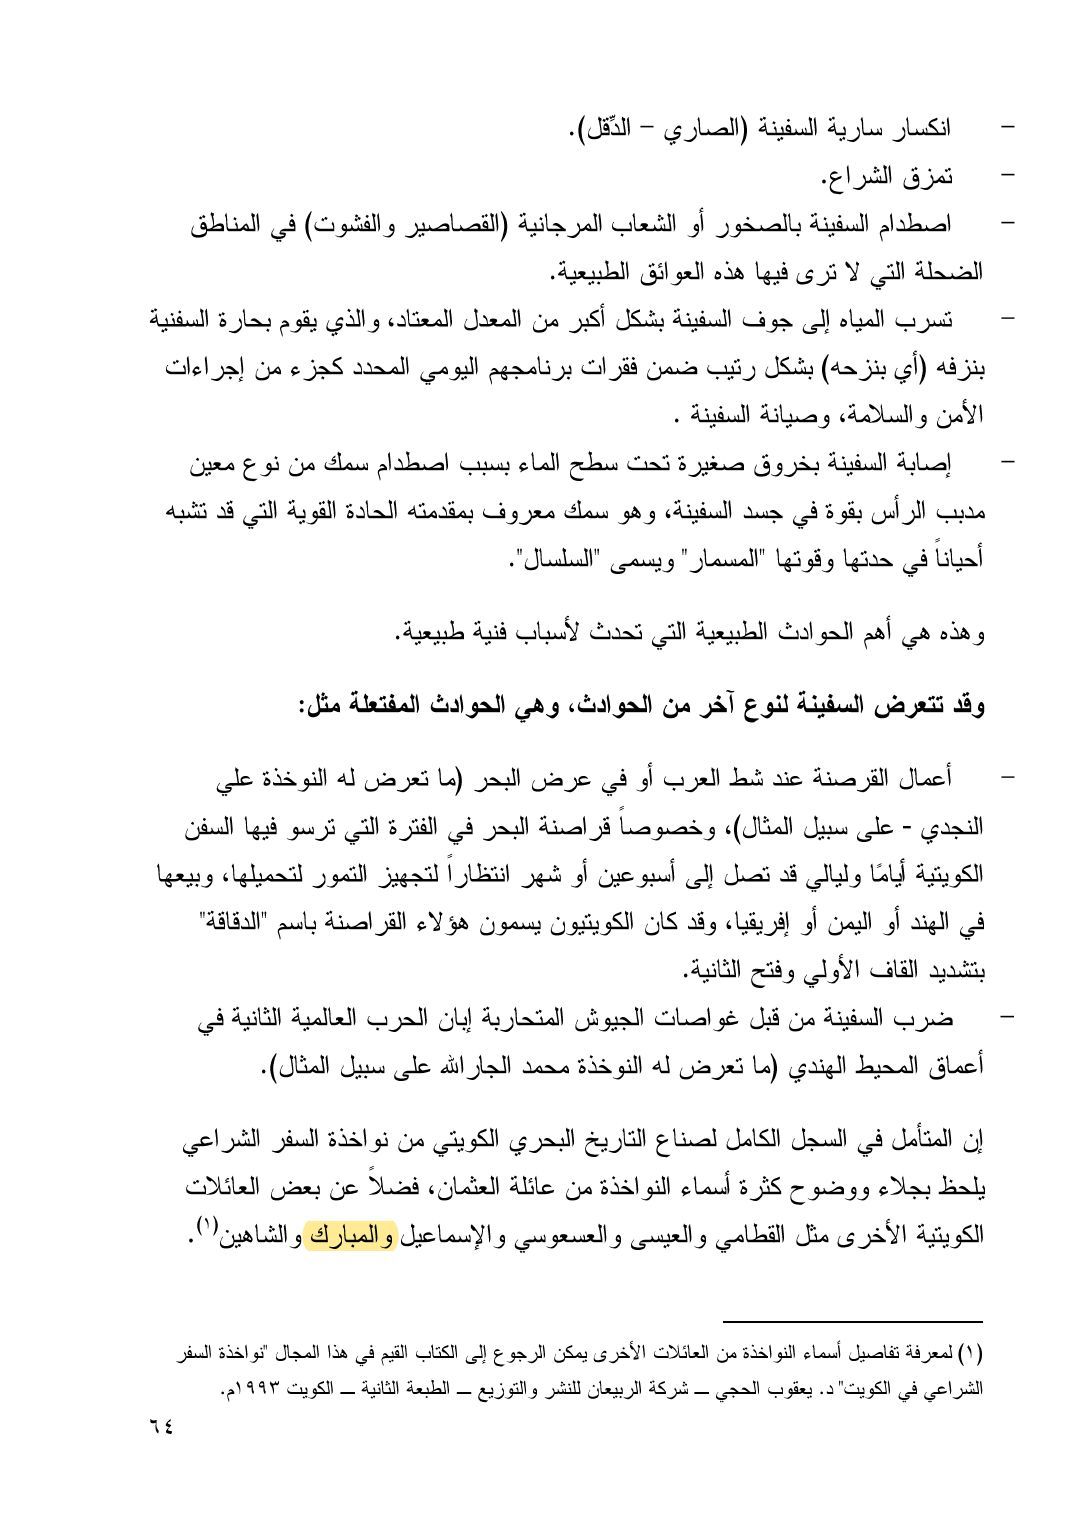 - انكسار سارية السفينة (الصاري – الدِّقل).
- تمزق الشراع.
- اصطدام السفينة بالصخور أو الشعاب المرجانية (القصاصير والفشوت) في المناطق
الضحلة التي لا ترى فيها هذه العوائق الطبيعية.
- تسرب المياه إلى جوف السفينة بشكل أكبر من المعدل المعتاد، والذي يقوم بحارة السفنية
بنزفه (أي بنزحه) بشكل رتيب ضمن فقرات برنامجهم اليومي المحدد كجزء من إجراءات
الأمن والسلامة، وصيانة السفينة .
- إصابة السفينة بخروق صغيرة تحت سطح الماء بسبب اصطدام سمك من نوع معين
مدبب الرأس بقوة في جسد السفينة، وهو سمك معروف بمقدمته الحادة القوية التي قد تشبه
أحياناً في حدتها وقوتها "المسمار" ويسمى "السلسال".
وهذه هي أهم الحوادث الطبيعية التي تحدث لأسباب فنية طبيعية.
وقد تتعرض السفينة لنوع آخر من الحوادث، وهي الحوادث المفتعلة مثل:
- أعمال القرصنة عند شط العرب أو في عرض البحر (ما تعرض له النوخذة علي
النجدي - على سبيل المثال)، وخصوصاً قراصنة البحر في الفترة التي ترسو فيها السفن
الكويتية أيامًا وليالي قد تصل إلى أسبوعين أو شهر انتظاراً لتجهيز التمور لتحميلها، وبيعها
في الهند أو اليمن أو إفريقيا، وقد كان الكويتيون يسمون هؤلاء القراصنة باسم "الدقاقة"
بتشديد القاف الأولي وفتح الثانية.
- ضرب السفينة من قبل غواصات الجيوش المتحاربة إبان الحرب العالمية الثانية في
أعماق المحيط الهندي (ما تعرض له النوخذة محمد الجارالله على سبيل المثال).
إن المتأمل في السجل الكامل لصناع التاريخ البحري الكويتي من نواخذة السفر الشراعي
يلحظ بجلاء ووضوح كثرة أسماء النواخذة من عائلة العثمان، فضلاً عن بعض العائلات
الكويتية الأخرى مثل القطامي والعيسى والعسعوسي والإسماعيل والمبارك والشاهين(١).
(١) لمعرفة تفاصيل أسماء النواخذة من العائلات الأخرى يمكن الرجوع إلى الكتاب القيم في هذا المجال "نواخذة السفر
الشراعي في الكويت" د. يعقوب الحجي ــ شركة الربيعان للنشر والتوزيع ــ الطبعة الثانية ــ الكويت ١٩٩٣م.
٦٤